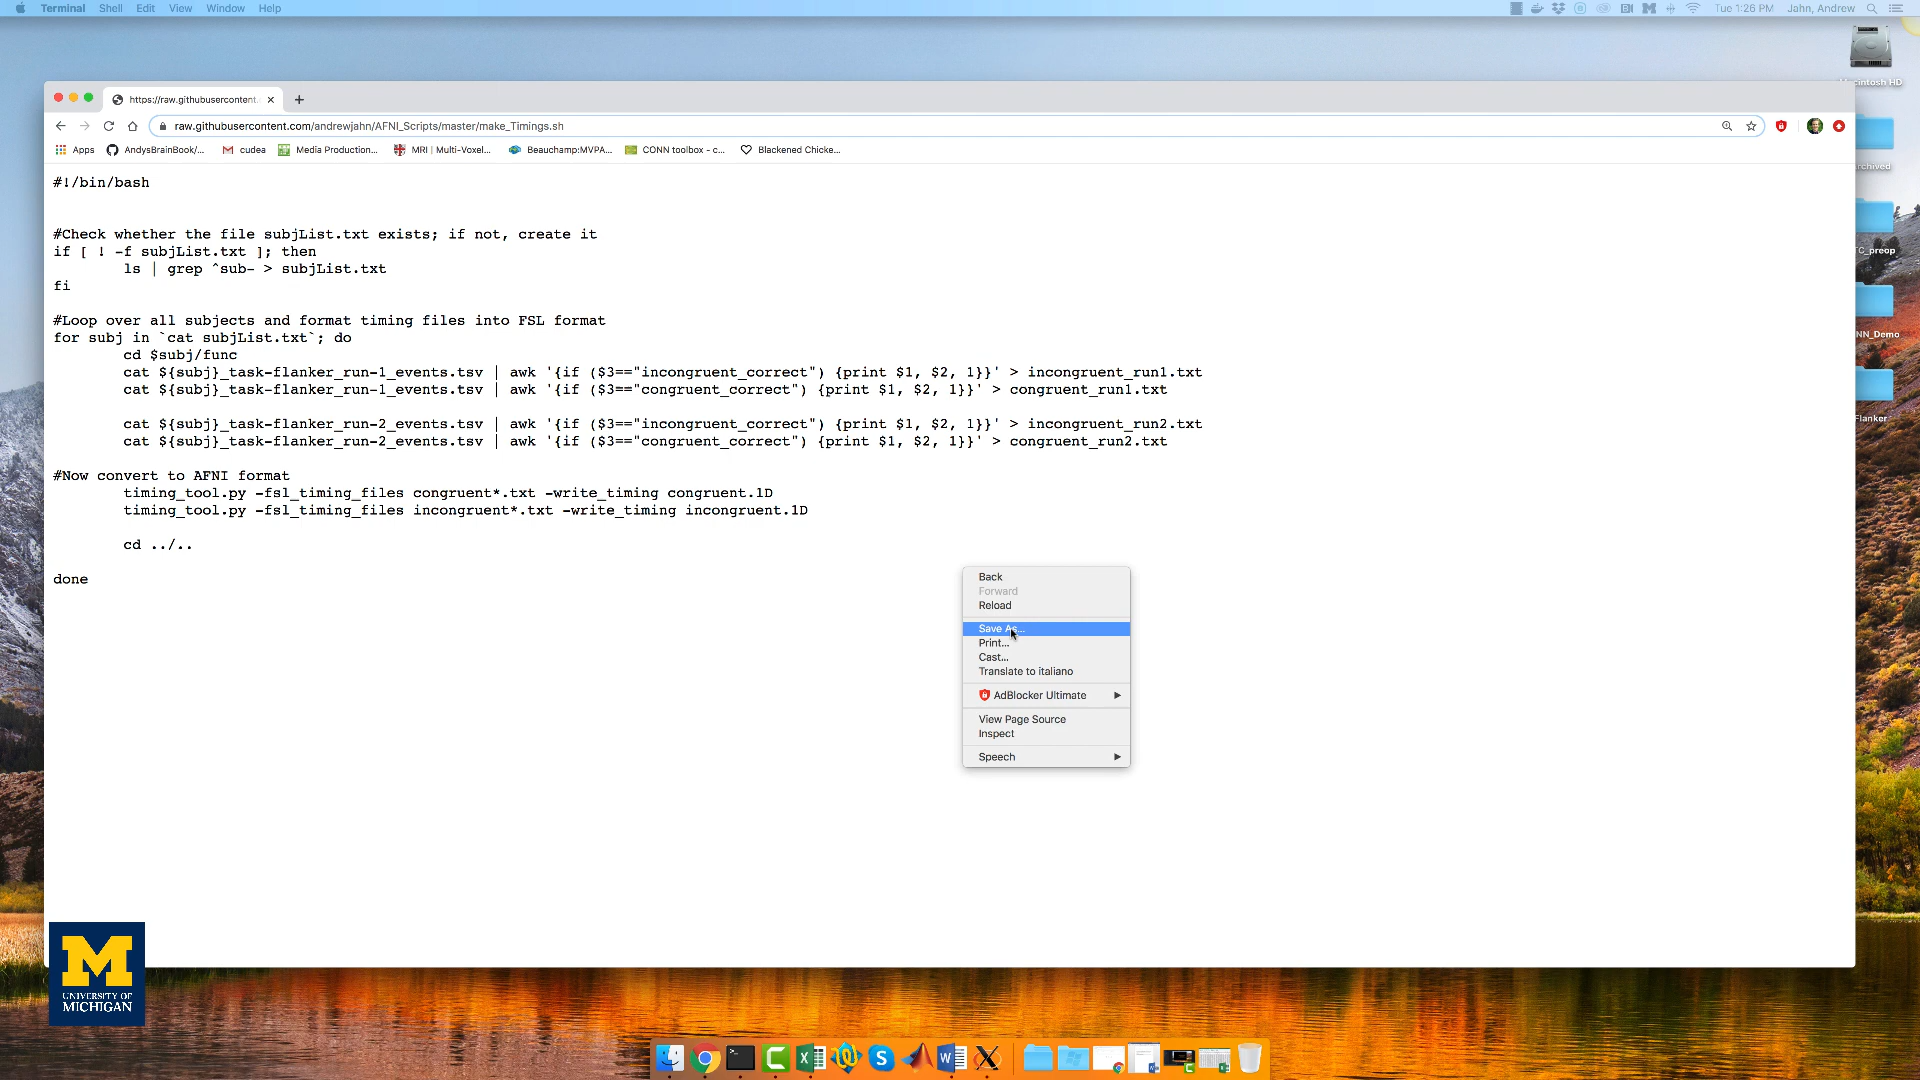 Terminal Shell Edit View Window Help
Tue 1:26 PM Jahn, Andrew
https://raw.githubusercontent.
raw.githubusercontent.com/andrewjahn/AFNI_Scripts/master/make_Timings.sh
Apps AndysBrainBook/... cudea Media Production... MRI | Multi-Voxel... Beauchamp:MVPA... CONN toolbox - c... Blackened Chicke...
#!/bin/bash
#Check whether the file subjList.txt exists; if not, create it
if [ ! -f subjList.txt ]; then
ls | grep ^sub- > subjList.txt
fi
#Loop over all subjects and format timing files into FSL format
for subj in `cat subjList.txt`; do
cd $subj/func
cat ${subj}_task-flanker_run-1_events.tsv | awk '{if ($3=="incongruent_correct") {print $1, $2, 1}}' > incongruent_run1.txt
cat ${subj}_task-flanker_run-1_events.tsv | awk '{if ($3=="congruent_correct") {print $1, $2, 1}}' > congruent_run1.txt
cat ${subj}_task-flanker_run-2_events.tsv | awk '{if ($3=="incongruent_correct") {print $1, $2, 1}}' > incongruent_run2.txt
cat ${subj}_task-flanker_run-2_events.tsv | awk '{if ($3=="congruent_correct") {print $1, $2, 1}}' > congruent_run2.txt
#Now convert to AFNI format
timing_tool.py -fsl_timing_files congruent*.txt -write_timing congruent.1D
timing_tool.py -fsl_timing_files incongruent*.txt -write_timing incongruent.1D
cd ../..
done
Back
Forward
Reload
Save As...
Print...
Cast...
Translate to italiano
AdBlocker Ultimate
View Page Source
Inspect
Speech
cintosh HD
rchived
TC_preop
NN_Demo
Flanker
M
UNIVERSITY OF
MICHIGAN